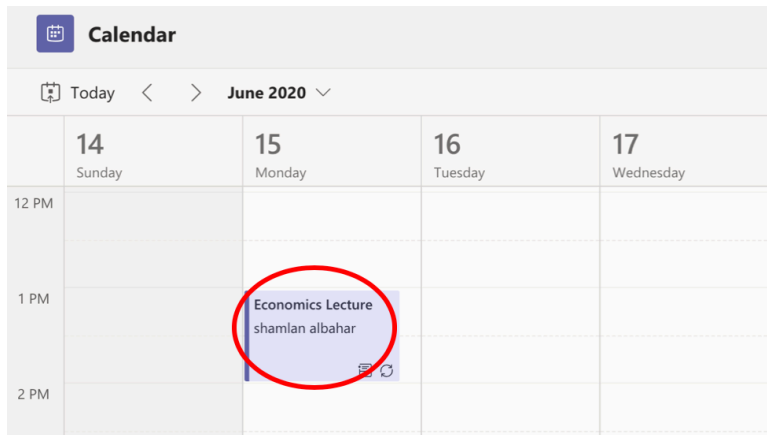 Calendar
Today June 2020
14 15 16 17
Sunday Monday Tuesday Wednesday
12 PM
1 PM
Economics Lecture
shamlan albahar
2 PM